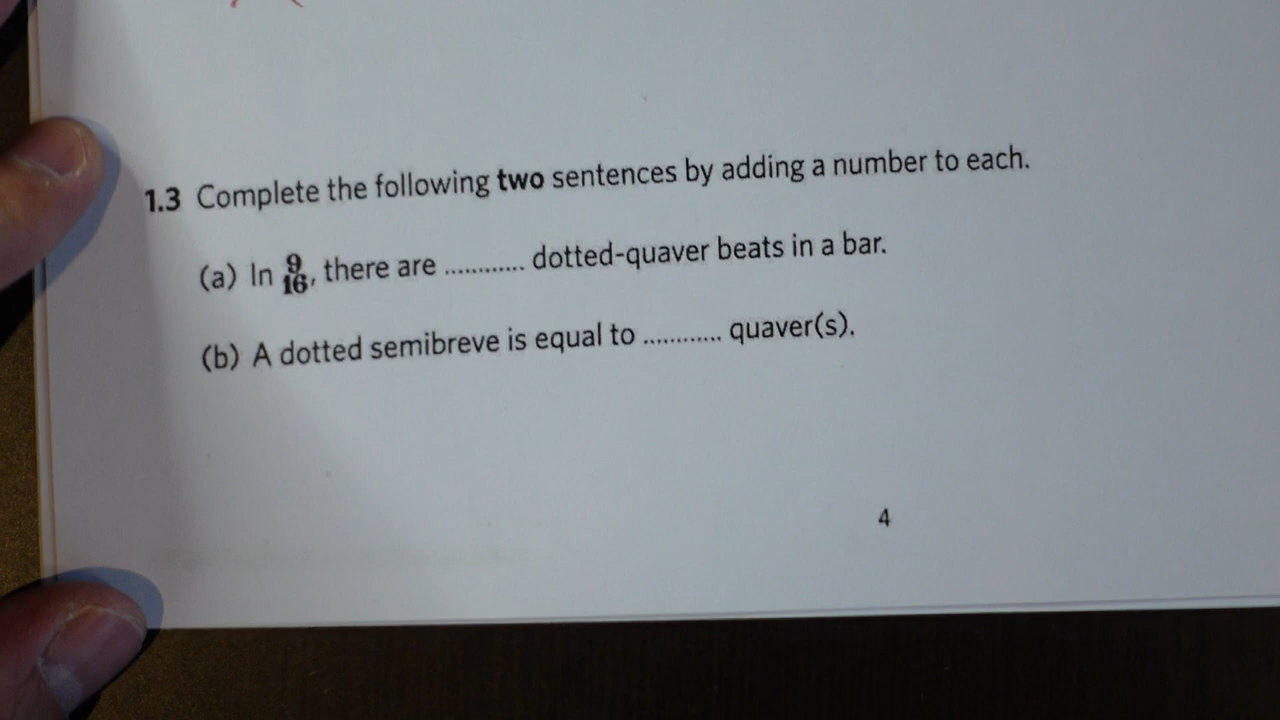 1.3 Complete the following two sentences by adding a number to each.
(a) In 9/16, there are ............ dotted-quaver beats in a bar.
(b) A dotted semibreve is equal to ............ quaver(s).
4